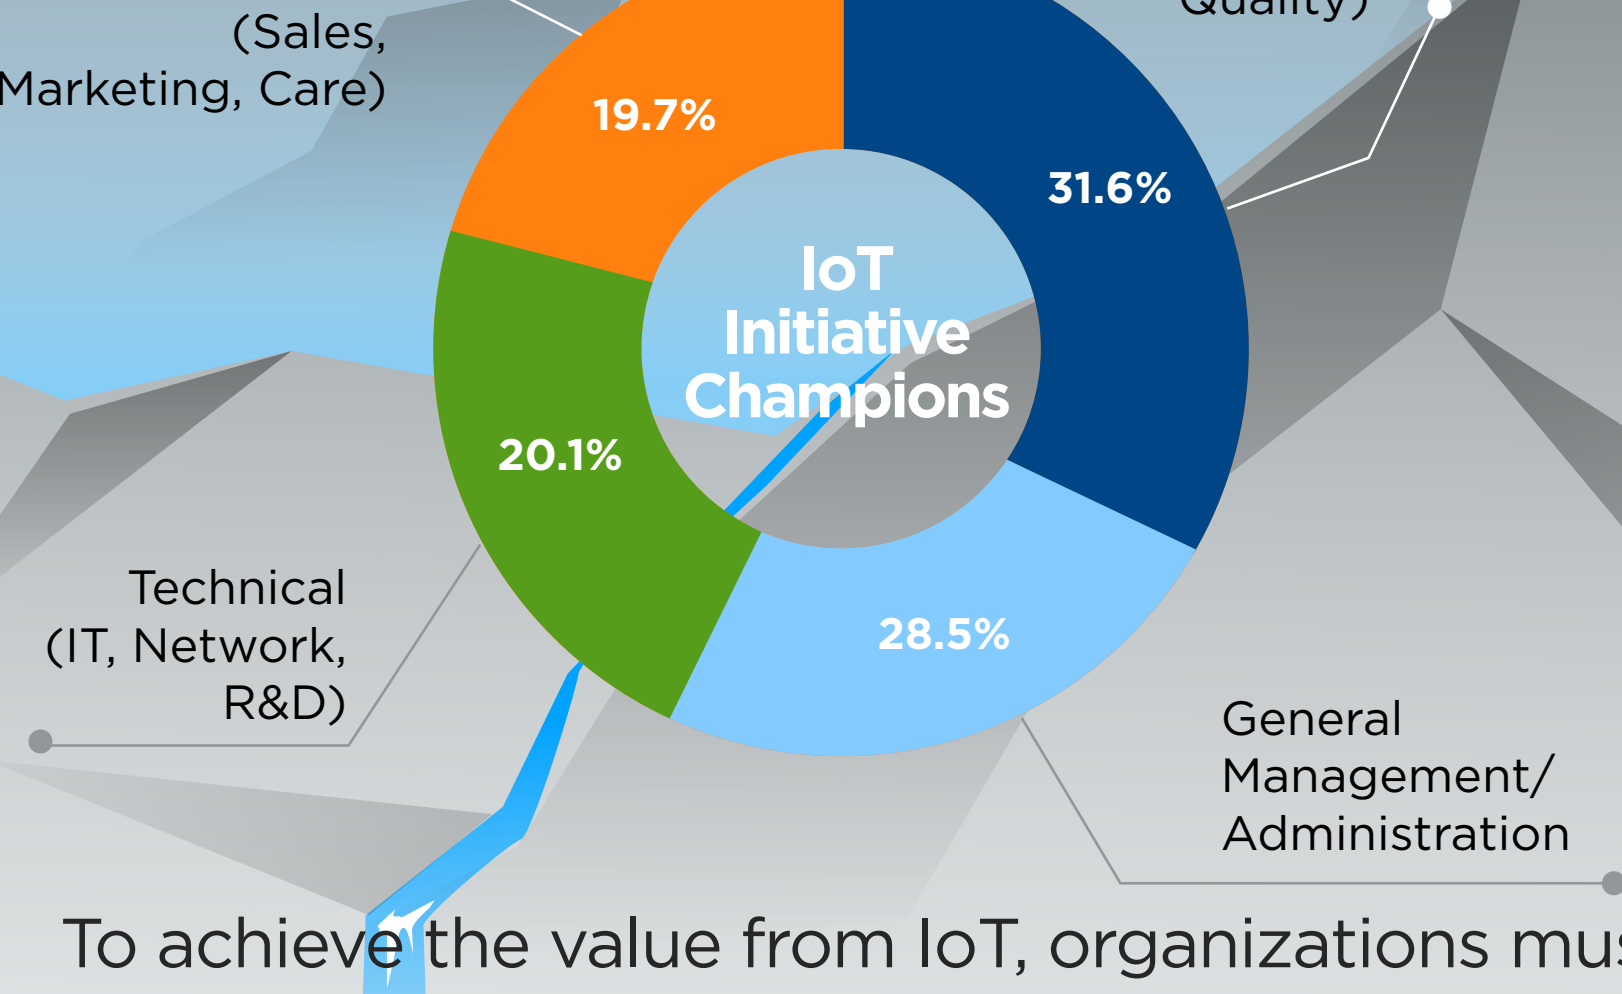 Quality)
(Sales,
Marketing, Care)
19.7%
31.6%
IoT
Initiative
Champions
20.1%
Technical
(IT, Network,
R&D)
28.5%
General
Management/
Administration
To achieve the value from IoT, organizations